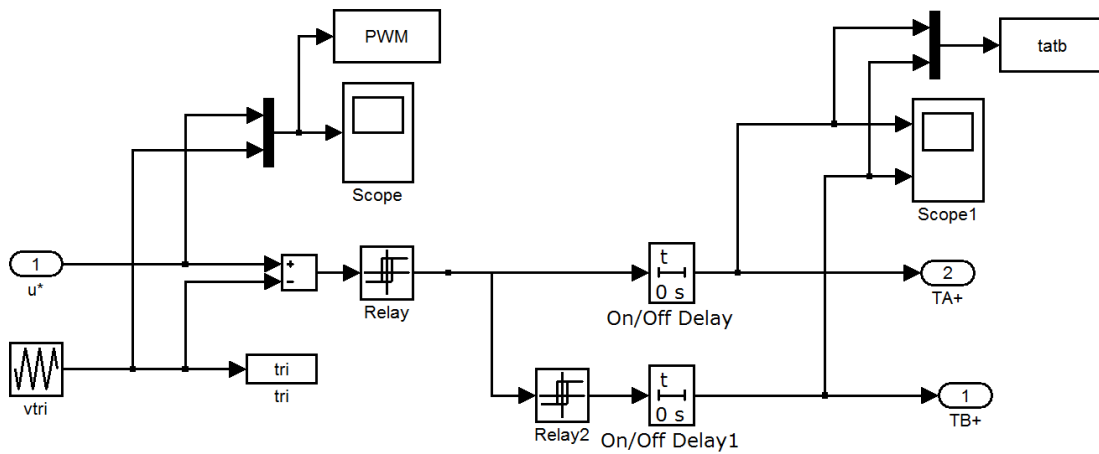 PWM
tatb
Scope
Scope1
1
u*
+
-
Relay
t
0 s
On/Off Delay
2
TA+
vtri
tri
tri
Relay2
t
0 s
On/Off Delay1
1
TB+